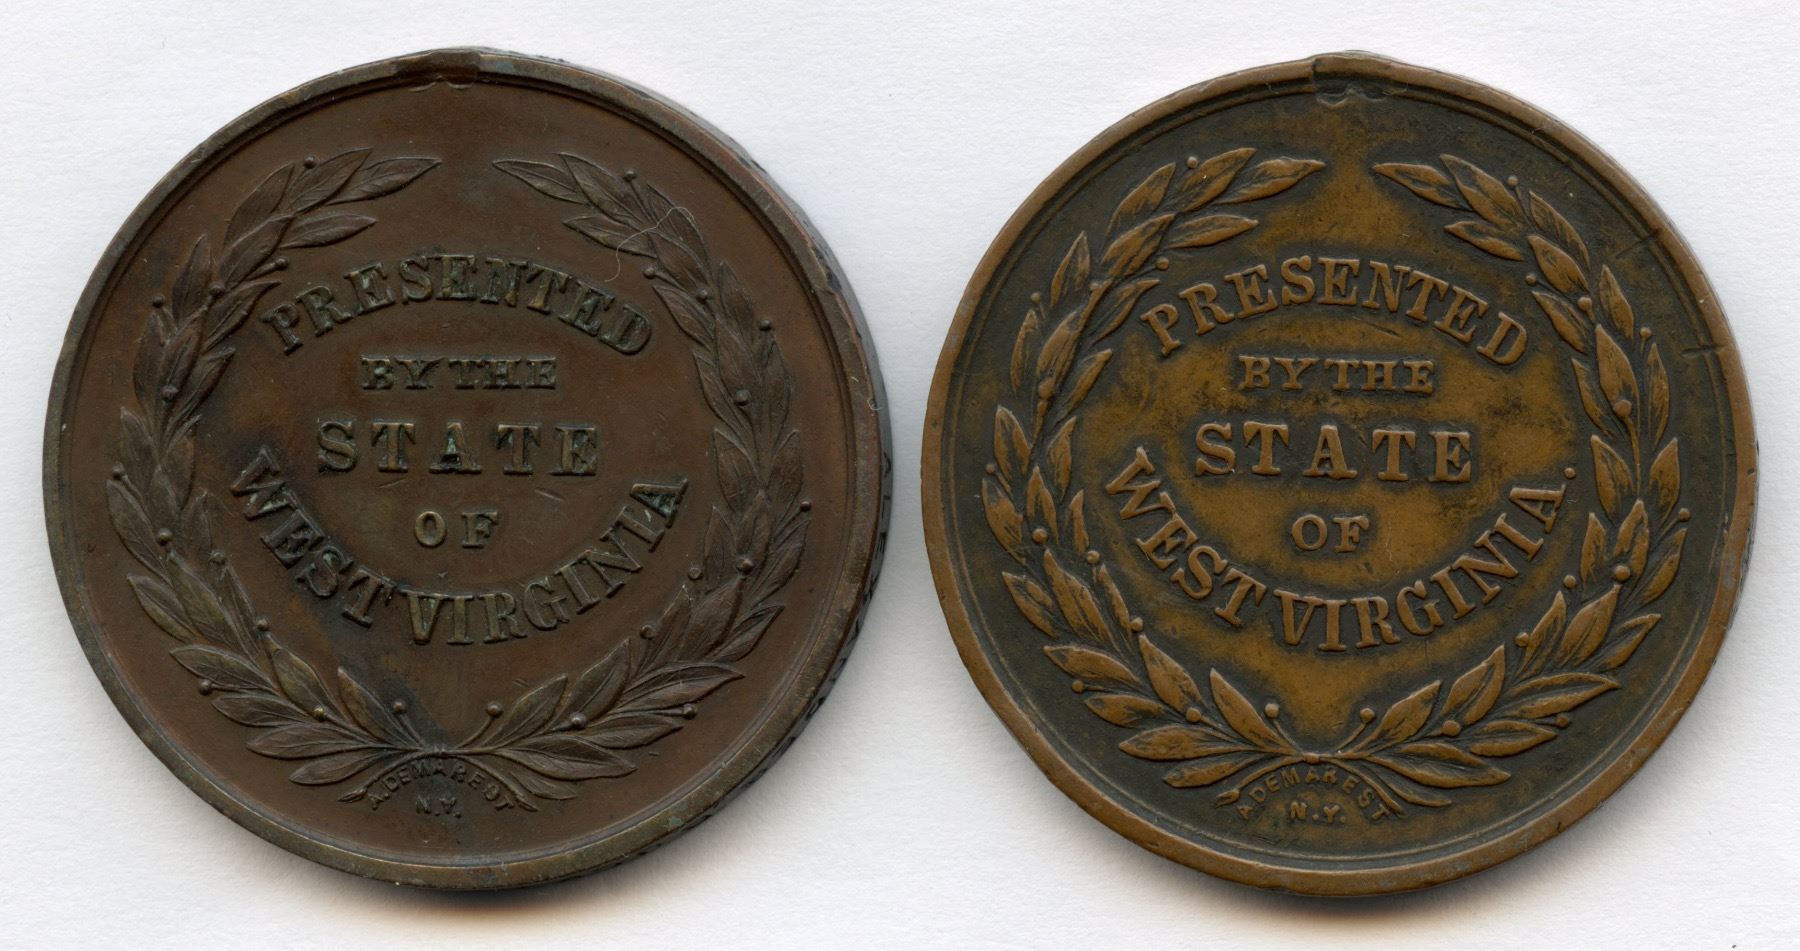 PRESENTED
BY THE
STATE
OF
WEST VIRGINIA
A.DEMAREST
N.Y.
PRESENTED
BY THE
STATE
OF
WEST VIRGINIA.
A DEMAREST
N.Y.